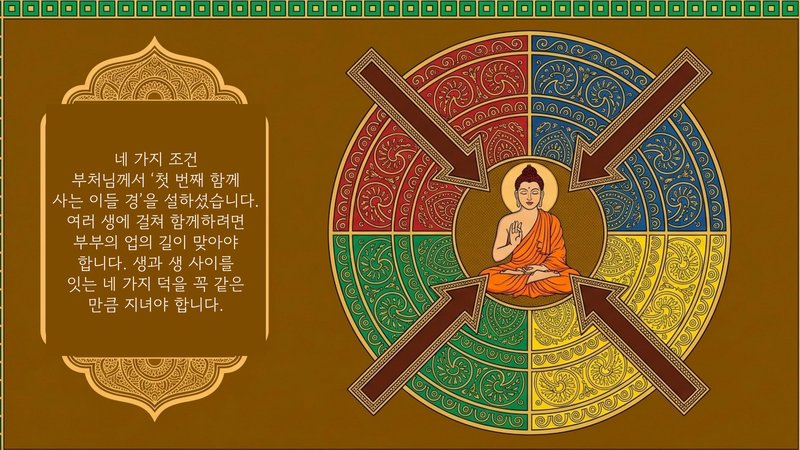 네 가지 조건
부처님께서 ‘첫 번째 함께
사는 이들 경’을 설하셨습니다.
여러 생에 걸쳐 함께하려면
부부의 업의 길이 맞아야
합니다. 생과 생 사이를
잇는 네 가지 덕을 꼭 같은
만큼 지녀야 합니다.